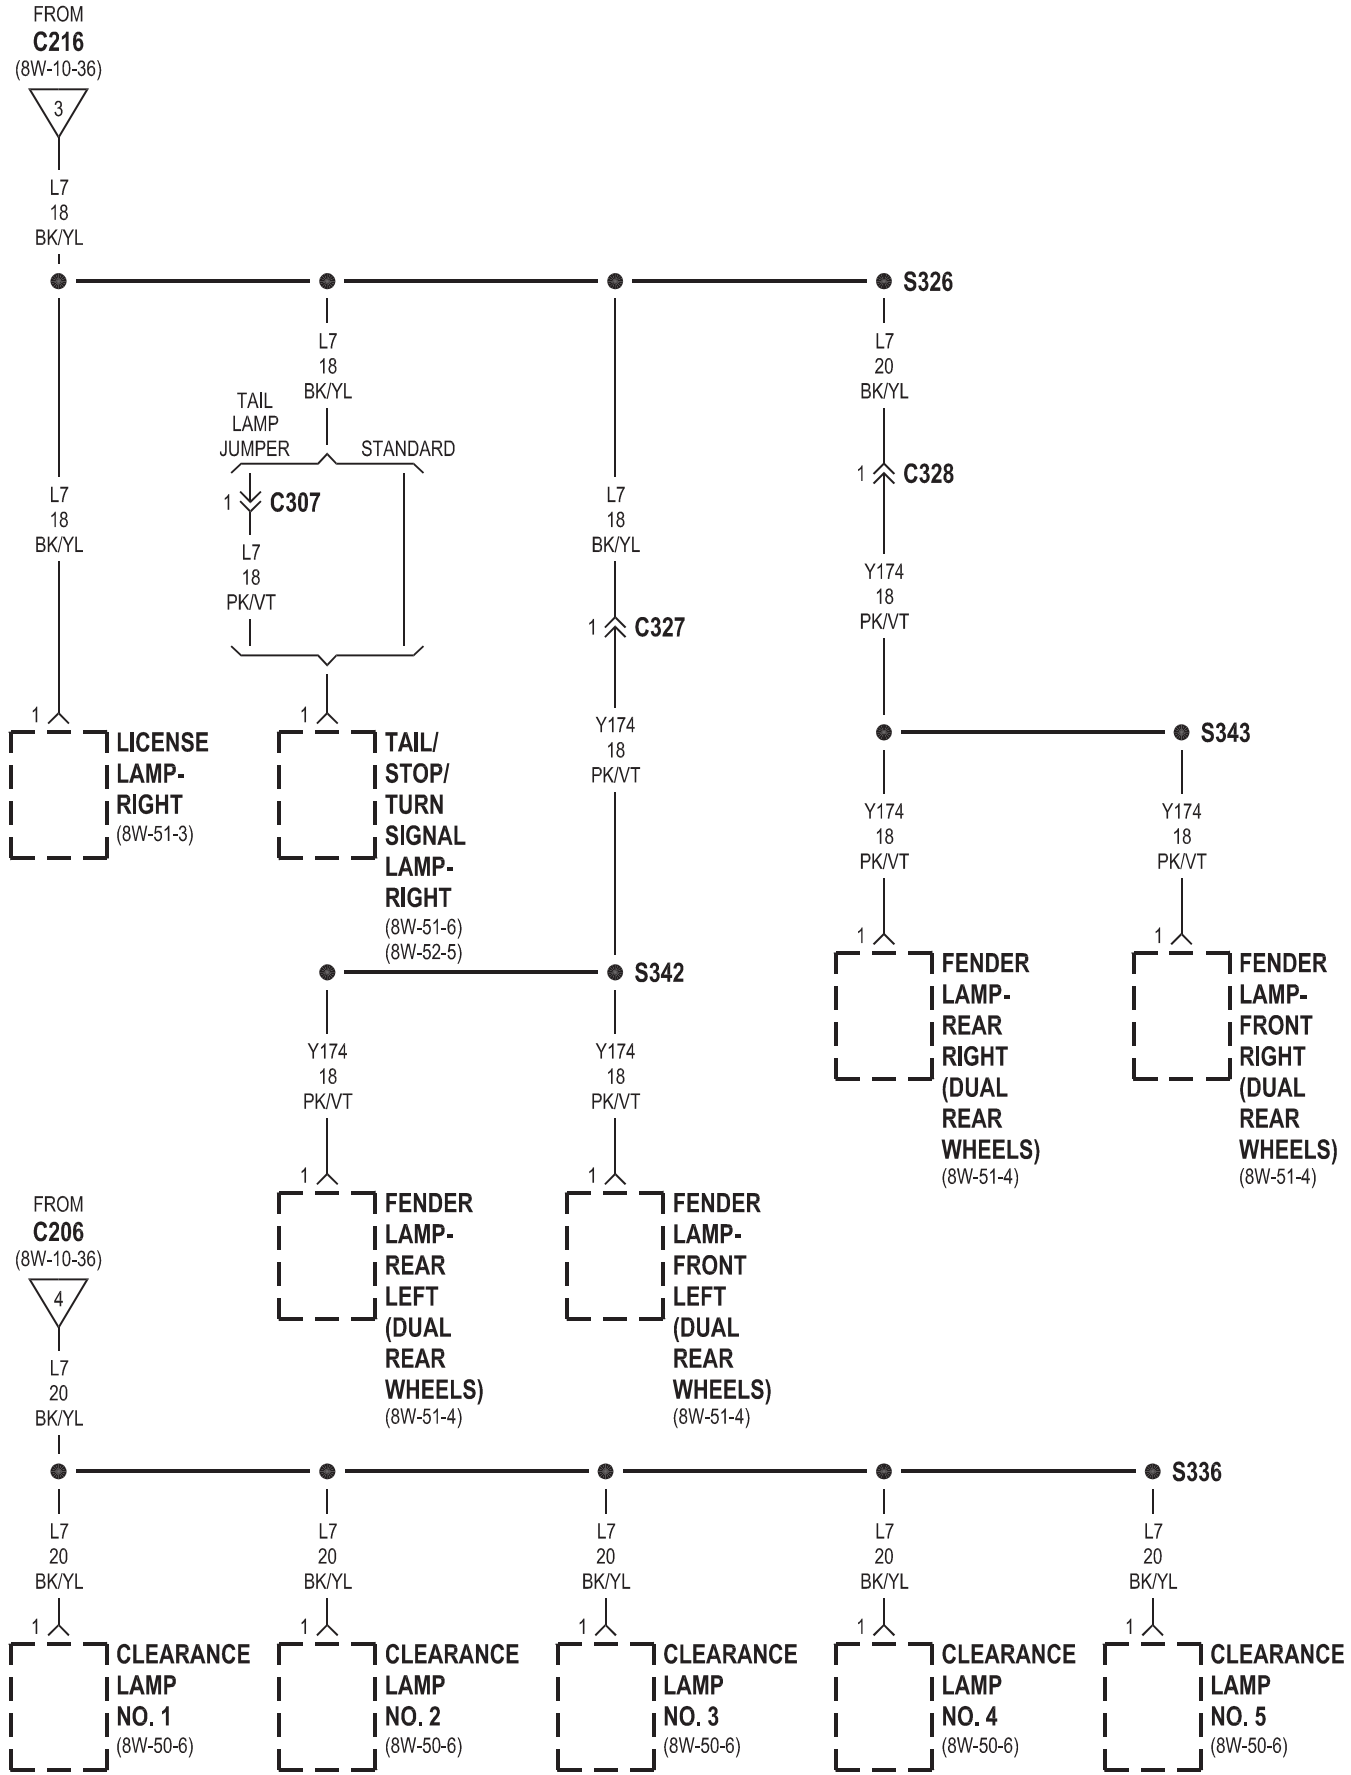 FROM
C216
(8W-10-36)
3
L7
18
BK/YL
S326
L7
18
BK/YL
L7
20
BK/YL
TAIL
LAMP
JUMPER
STANDARD
1
C307
1
C328
L7
18
BK/YL
L7
18
PK/VT
L7
18
BK/YL
Y174
18
PK/VT
1
C327
1
LICENSE
LAMP-
RIGHT
(8W-51-3)
1
TAIL/
STOP/
TURN
SIGNAL
LAMP-
RIGHT
(8W-51-6)
(8W-52-5)
Y174
18
PK/VT
S343
Y174
18
PK/VT
Y174
18
PK/VT
S342
1
FENDER
LAMP-
REAR
RIGHT
(DUAL
REAR
WHEELS)
(8W-51-4)
1
FENDER
LAMP-
FRONT
RIGHT
(DUAL
REAR
WHEELS)
(8W-51-4)
Y174
18
PK/VT
Y174
18
PK/VT
1
FENDER
LAMP-
REAR
LEFT
(DUAL
REAR
WHEELS)
(8W-51-4)
1
FENDER
LAMP-
FRONT
LEFT
(DUAL
REAR
WHEELS)
(8W-51-4)
FROM
C206
(8W-10-36)
4
L7
20
BK/YL
S336
L7
20
BK/YL
L7
20
BK/YL
L7
20
BK/YL
L7
20
BK/YL
L7
20
BK/YL
1
CLEARANCE
LAMP
NO. 1
(8W-50-6)
1
CLEARANCE
LAMP
NO. 2
(8W-50-6)
1
CLEARANCE
LAMP
NO. 3
(8W-50-6)
1
CLEARANCE
LAMP
NO. 4
(8W-50-6)
1
CLEARANCE
LAMP
NO. 5
(8W-50-6)